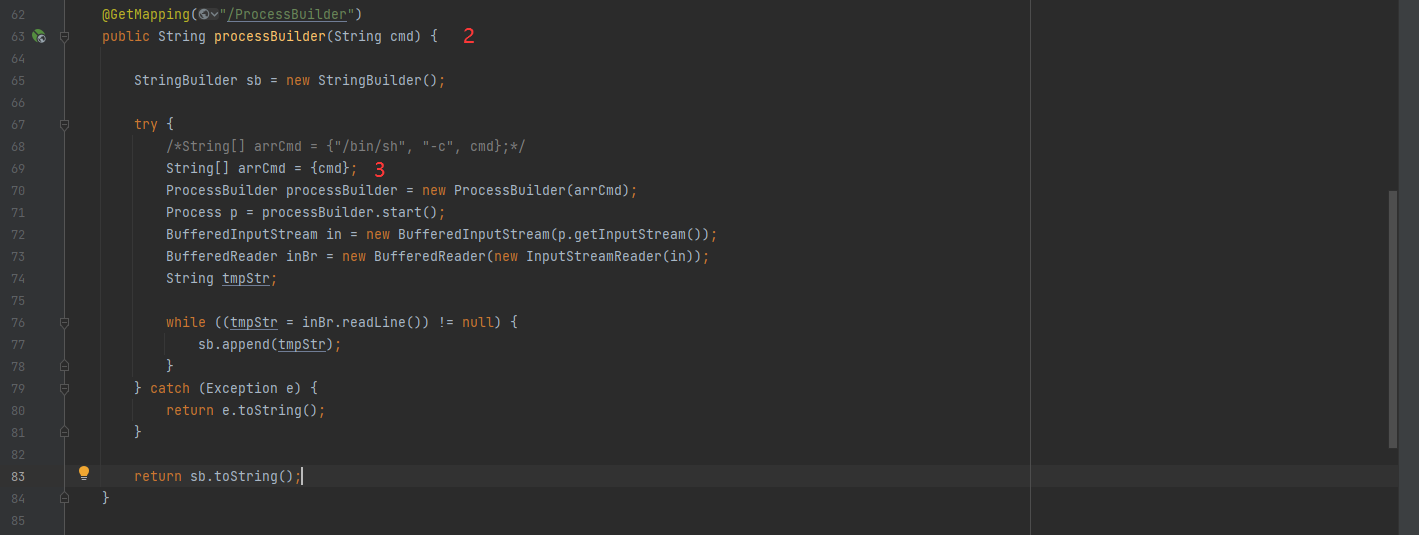 62 @GetMapping("/ProcessBuilder")
63 public String processBuilder(String cmd) { 2
64
65 StringBuilder sb = new StringBuilder();
66
67 try {
68 /*String[] arrCmd = {"/bin/sh", "-c", cmd};*/
69 String[] arrCmd = {cmd}; 3
70 ProcessBuilder processBuilder = new ProcessBuilder(arrCmd);
71 Process p = processBuilder.start();
72 BufferedInputStream in = new BufferedInputStream(p.getInputStream());
73 BufferedReader inBr = new BufferedReader(new InputStreamReader(in));
74 String tmpStr;
75
76 while ((tmpStr = inBr.readLine()) != null) {
77 sb.append(tmpStr);
78 }
79 } catch (Exception e) {
80 return e.toString();
81 }
82
83 return sb.toString();
84 }
85